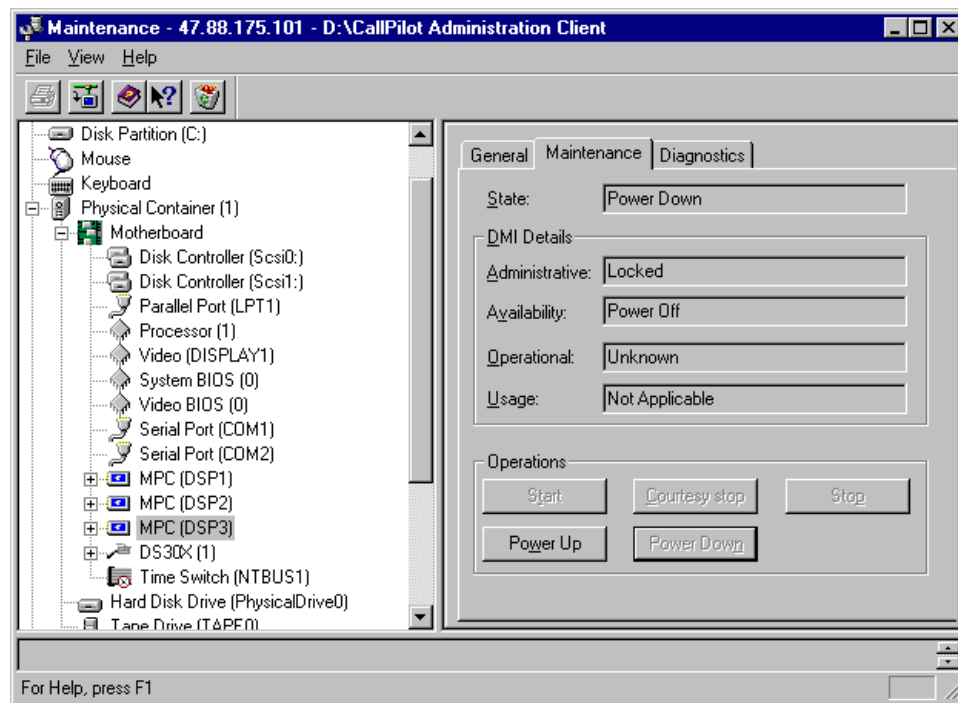 Maintenance - 47.88.175.101 - D:\CallPilot Administration Client
File View Help
Disk Partition (C:)
Mouse
Keyboard
Physical Container (1)
Motherboard
Disk Controller (Scsi0:)
Disk Controller (Scsi1:)
Parallel Port (LPT1)
Processor (1)
Video (DISPLAY1)
System BIOS (0)
Video BIOS (0)
Serial Port (COM1)
Serial Port (COM2)
MPC (DSP1)
MPC (DSP2)
MPC (DSP3)
DS30X (1)
Time Switch (NTBUS1)
Hard Disk Drive (PhysicalDrive0)
Tape Drive (TAPE0)
General Maintenance Diagnostics
State: Power Down
DMI Details
Administrative: Locked
Availability: Power Off
Operational: Unknown
Usage: Not Applicable
Operations
Start Courtesy stop Stop
Power Up Power Down
For Help, press F1